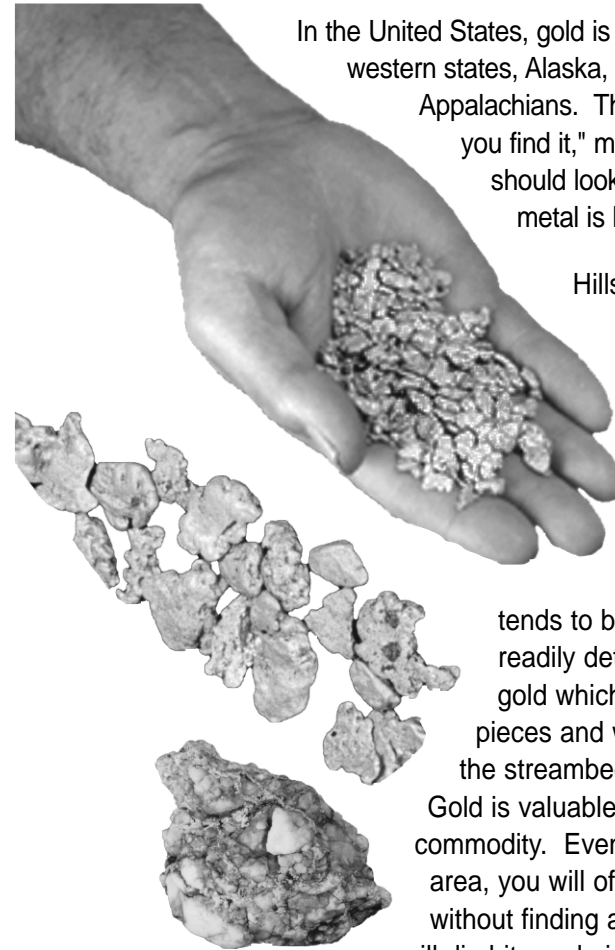 In the United States, gold is
western states, Alaska,
Appalachians. Th
you find it," m
should look
metal is
Hills
tends to b
readily det
gold which
pieces and
the streambe
Gold is valuable
commodity. Ever
area, you will of
without finding a